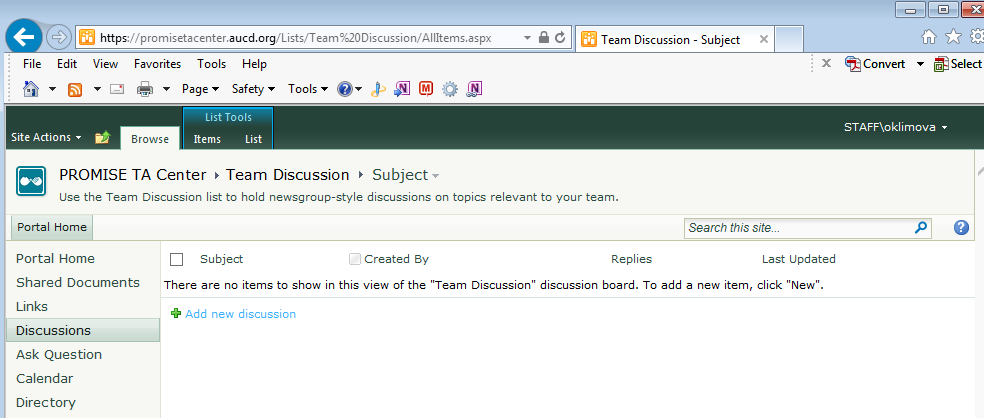 https://promisetacenter.aucd.org/Lists/Team%20Discussion/AllItems.aspx
Team Discussion - Subject
File Edit View Favorites Tools Help
x Convert Select
Page Safety Tools
List Tools
Site Actions Browse Items List STAFF\oklimova
PROMISE TA Center Team Discussion Subject
Use the Team Discussion list to hold newsgroup-style discussions on topics relevant to your team.
Portal Home Search this site...
Portal Home
Subject Created By Replies Last Updated
Shared Documents
There are no items to show in this view of the "Team Discussion" discussion board. To add a new item, click "New".
Links
Add new discussion
Discussions
Ask Question
Calendar
Directory